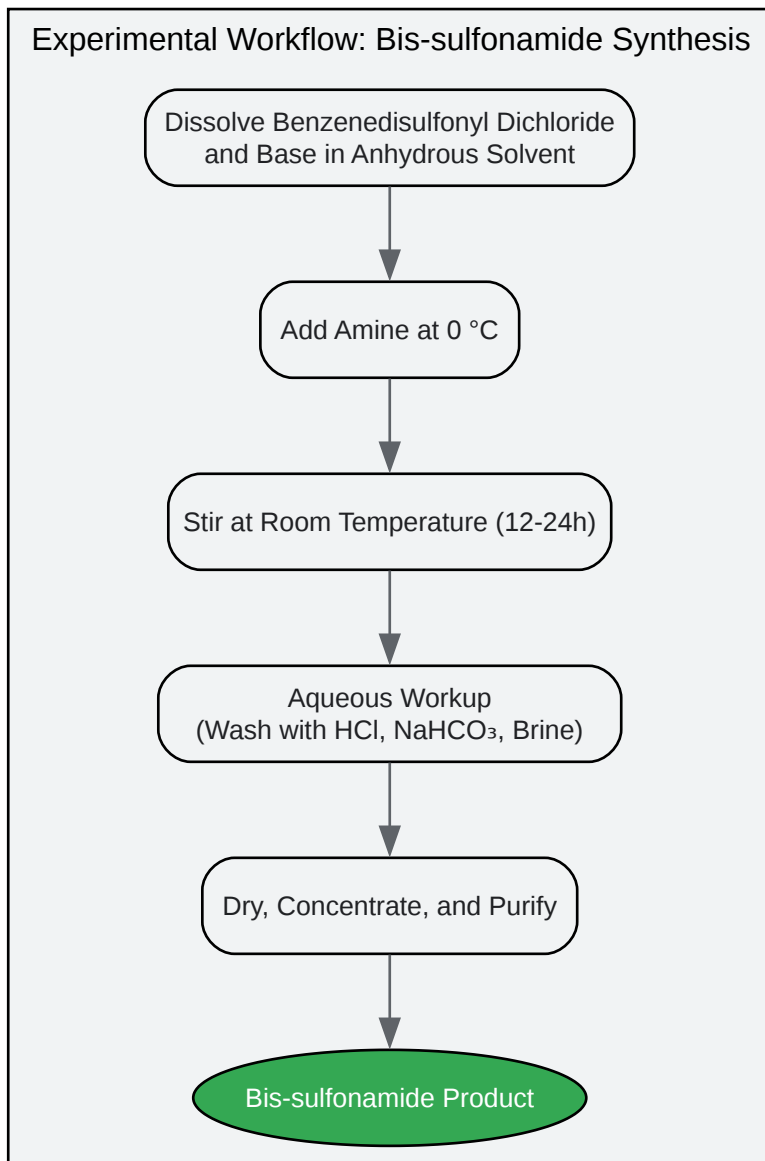 Experimental Workflow: Bis-sulfonamide Synthesis
Dissolve Benzenedisulfonyl Dichloride
and Base in Anhydrous Solvent
Add Amine at 0 °C
Stir at Room Temperature (12-24h)
Aqueous Workup
(Wash with HCl, NaHCO₃, Brine)
Dry, Concentrate, and Purify
Bis-sulfonamide Product